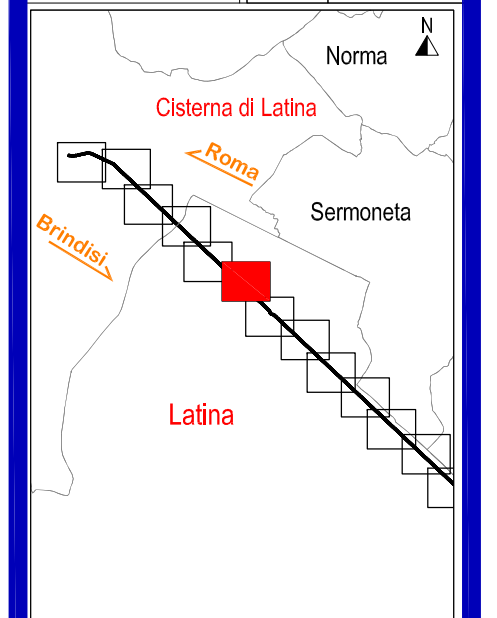 N
Norma
Cisterna di Latina
Roma
Sermoneta
Brindisi
Latina